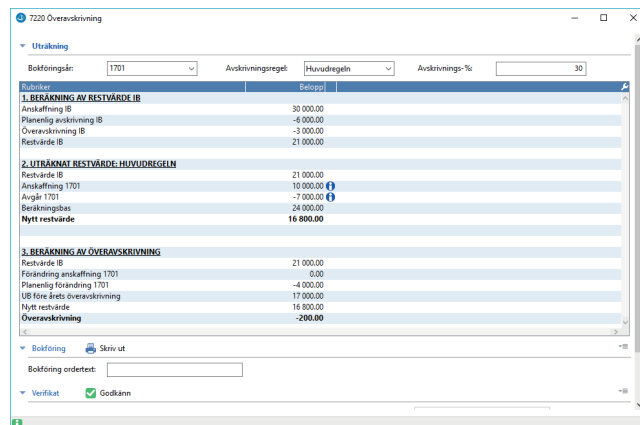 7220 Överavskrivning
Uträkning
Bokföringsår: 1701 Avskrivningsregel: Huvudregeln Avskrivnings-%: 30
Rubriker Belopp
1. BERÄKNING AV RESTVÄRDE IB
Anskaffning IB 30 000.00
Planenlig avskrivning IB -6 000.00
Överavskrivning IB -3 000.00
Restvärde IB 21 000.00
2. UTRÄKNAT RESTVÄRDE: HUVUDREGELN
Restvärde IB 21 000.00
Anskaffning 1701 10 000.00
Avgår 1701 -7 000.00
Beräkningsbas 24 000.00
Nytt restvärde 16 800.00
3. BERÄKNING AV ÖVERAVSKRIVNING
Restvärde IB 21 000.00
Förändring anskaffning 1701 0.00
Planenlig förändring 1701 -4 000.00
UB före årets överavskrivning 17 000.00
Nytt restvärde 16 800.00
Överavskrivning -200.00
Bokföring Skriv ut
Bokföring ordertext:
Verifikat Godkänn